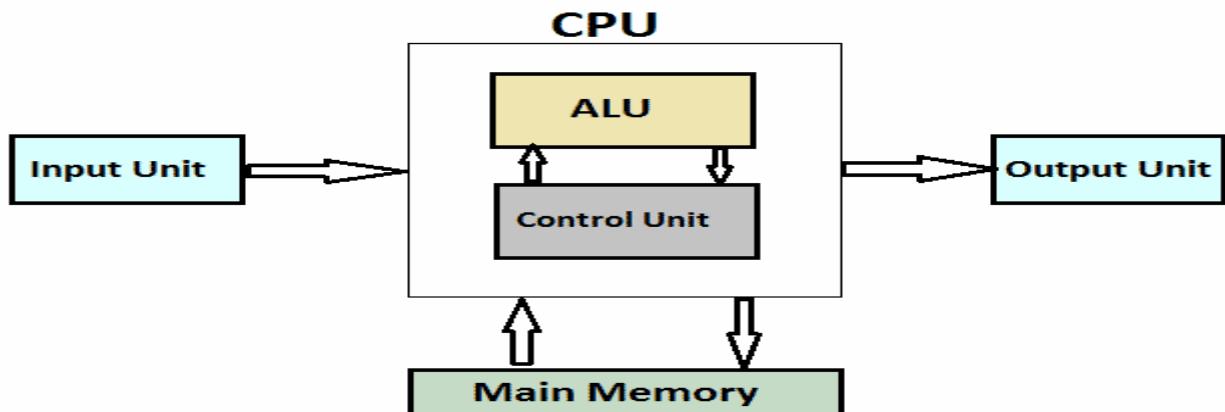 CPU
ALU
Input Unit
Output Unit
Control Unit
Main Memory